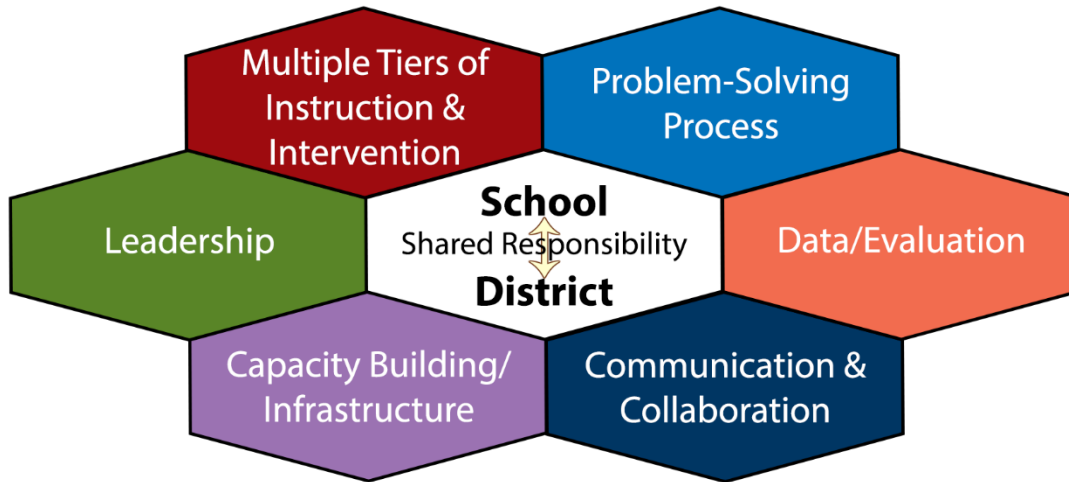 Multiple Tiers of
Instruction &
Intervention
Problem-Solving
Process
Leadership
School
Shared Responsibility
District
Data/Evaluation
Capacity Building/
Infrastructure
Communication &
Collaboration